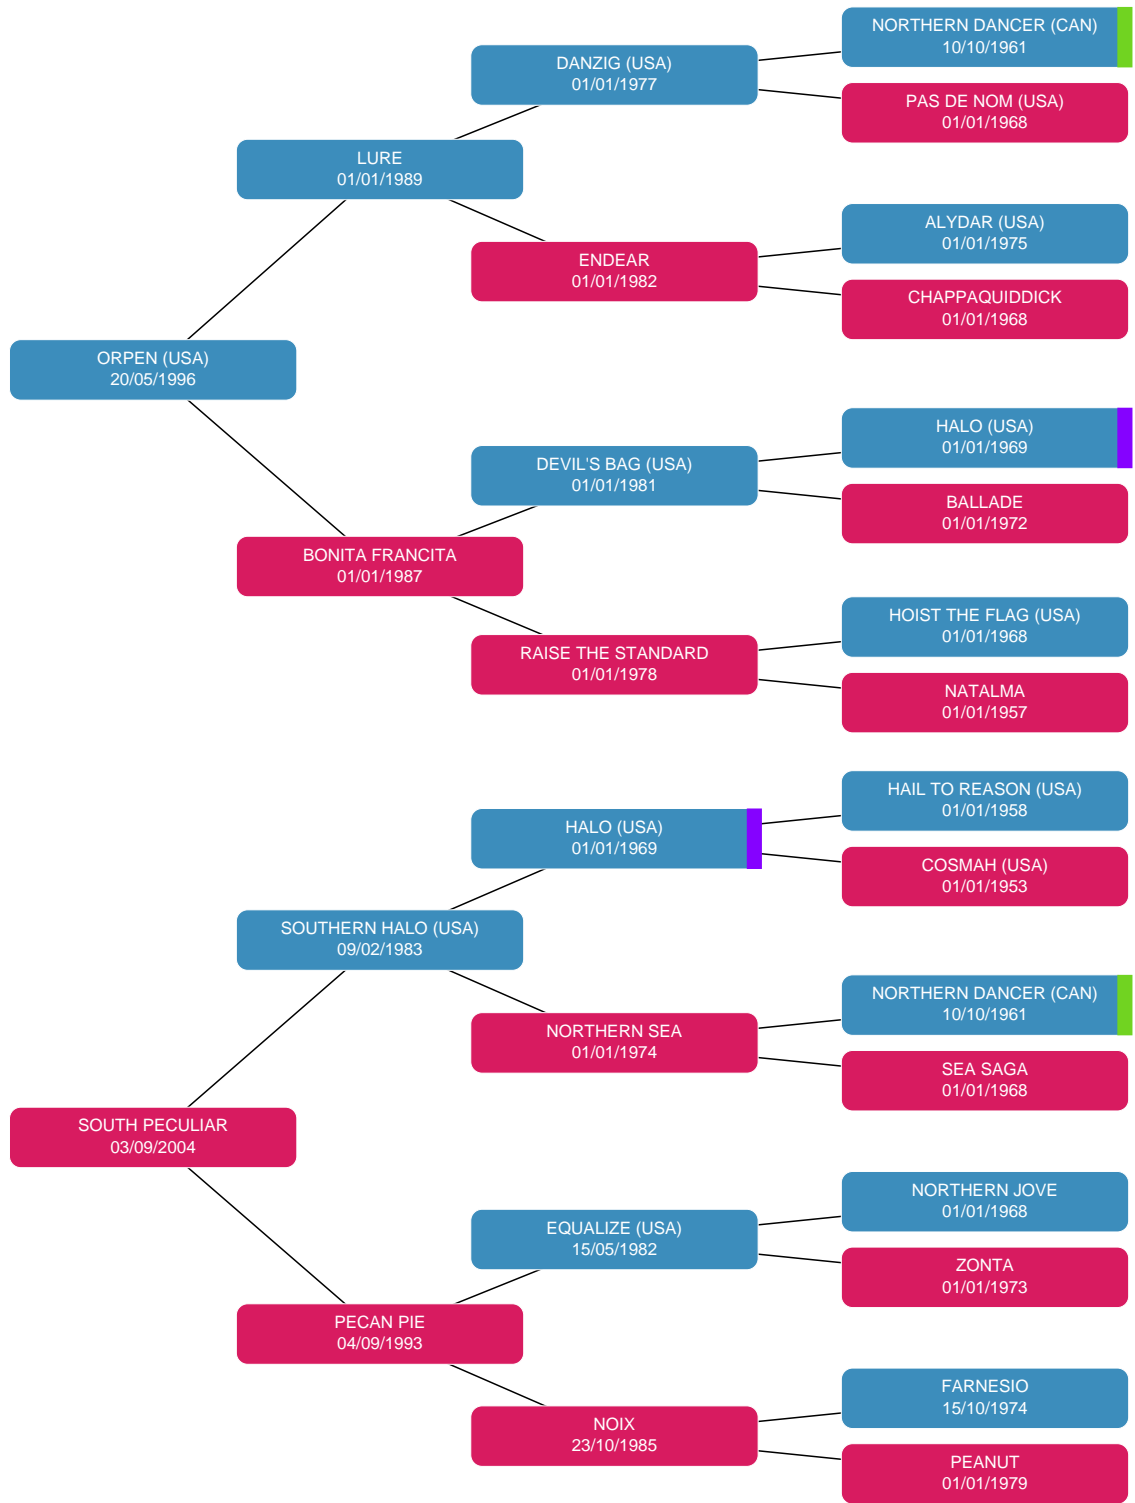 NORTHERN DANCER (CAN)
10/10/1961
DANZIG (USA)
01/01/1977
PAS DE NOM (USA)
01/01/1968
LURE
01/01/1989
ALYDAR (USA)
01/01/1975
ENDEAR
01/01/1982
CHAPPAQUIDDICK
01/01/1968
ORPEN (USA)
20/05/1996
HALO (USA)
01/01/1969
DEVIL'S BAG (USA)
01/01/1981
BALLADE
01/01/1972
BONITA FRANCITA
01/01/1987
HOIST THE FLAG (USA)
01/01/1968
RAISE THE STANDARD
01/01/1978
NATALMA
01/01/1957
HAIL TO REASON (USA)
01/01/1958
HALO (USA)
01/01/1969
COSMAH (USA)
01/01/1953
SOUTHERN HALO (USA)
09/02/1983
NORTHERN DANCER (CAN)
10/10/1961
NORTHERN SEA
01/01/1974
SEA SAGA
01/01/1968
SOUTH PECULIAR
03/09/2004
NORTHERN JOVE
01/01/1968
EQUALIZE (USA)
15/05/1982
ZONTA
01/01/1973
PECAN PIE
04/09/1993
FARNESIO
15/10/1974
NOIX
23/10/1985
PEANUT
01/01/1979